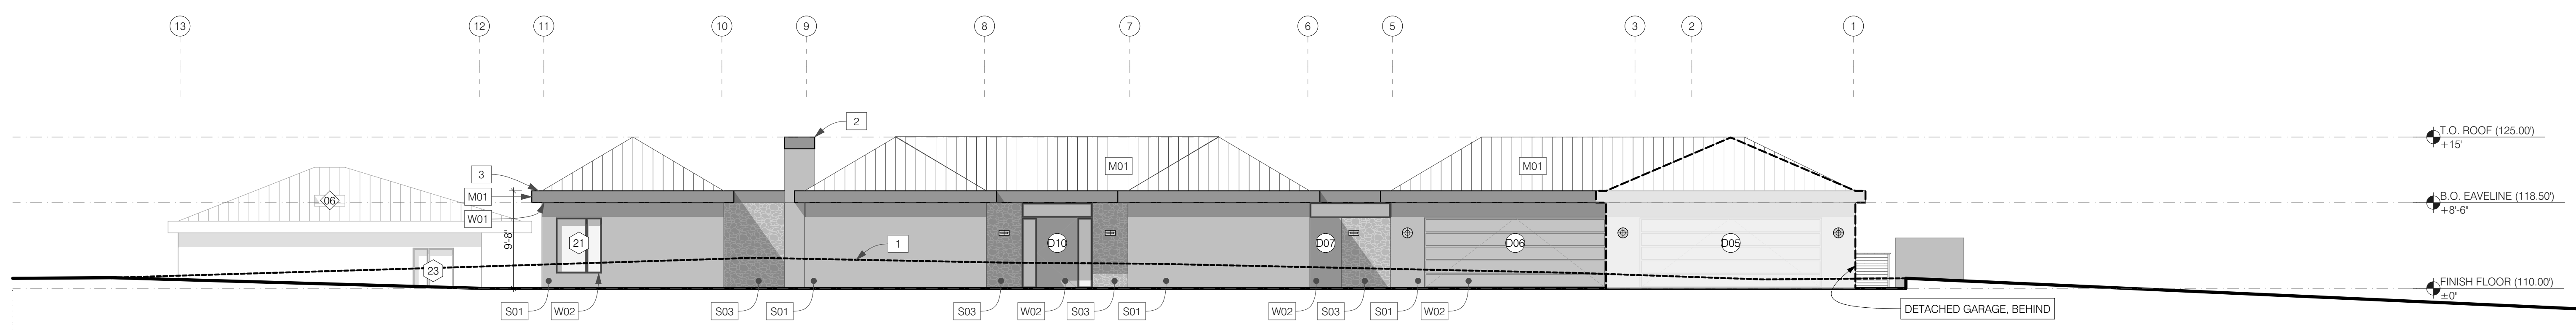 13 12 11 10 9 8 7 6 5 3 2 1
2
T.O. ROOF (125.00')
+15'
M01 M01
3
M01
06
B.O. EAVELINE (118.50')
+8'-6"
W01
9'-8"
21 D10 D07 D06 D05
1
23
FINISH FLOOR (110.00')
±0"
S01 W02 S03 S01 S03 W02 S03 S01 W02 S03 S01 W02
DETACHED GARAGE, BEHIND